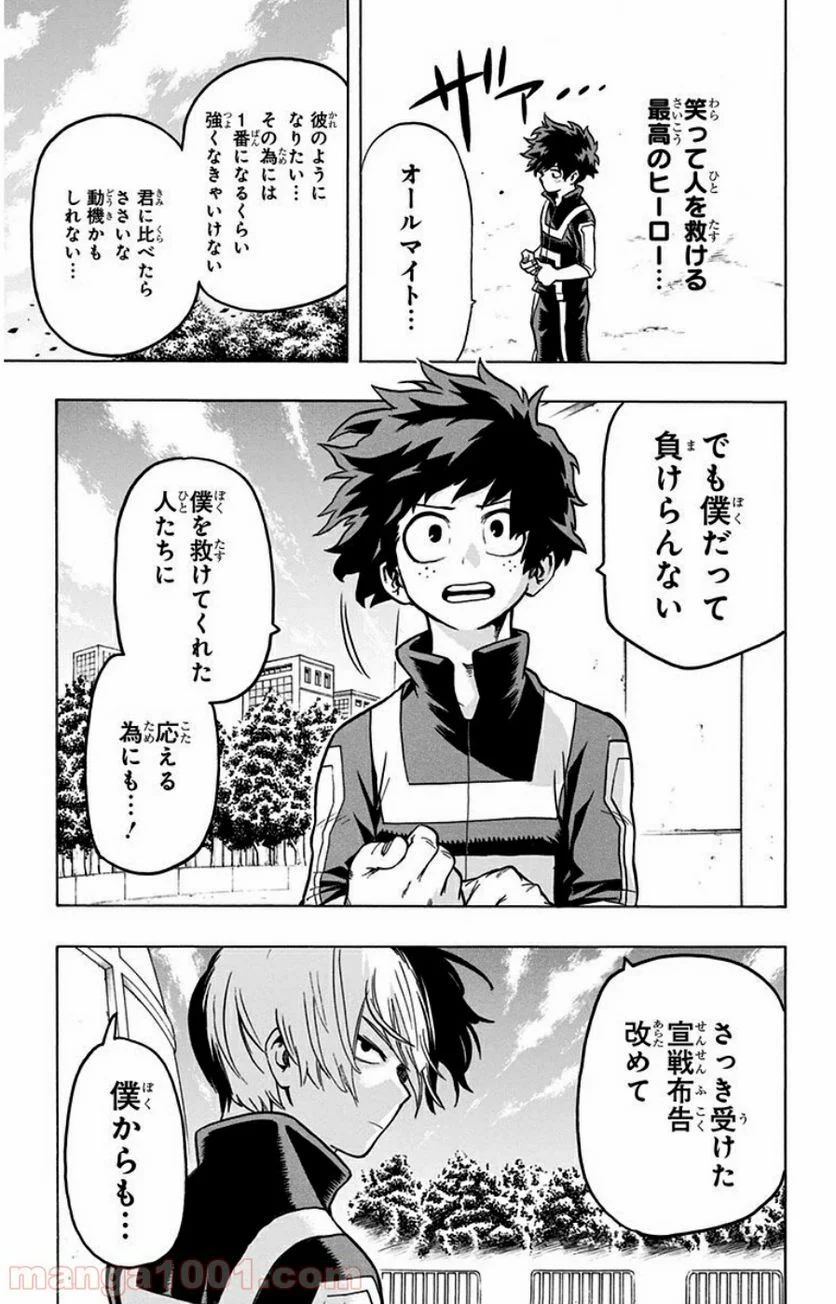 笑って人を救ける
最高のヒーロー…
ザァ…
オールマイト…
彼のように
なりたい…
その為には
1番になるくらい
強くなきゃいけない
君に比べたら
ささいな
動機かも
しれない…
でも僕だって
負けらんない
僕を救けてくれた
人たちに
応える
為にも…!
さっき受けた
宣戦布告
改めて
僕からも…
manga1001.com